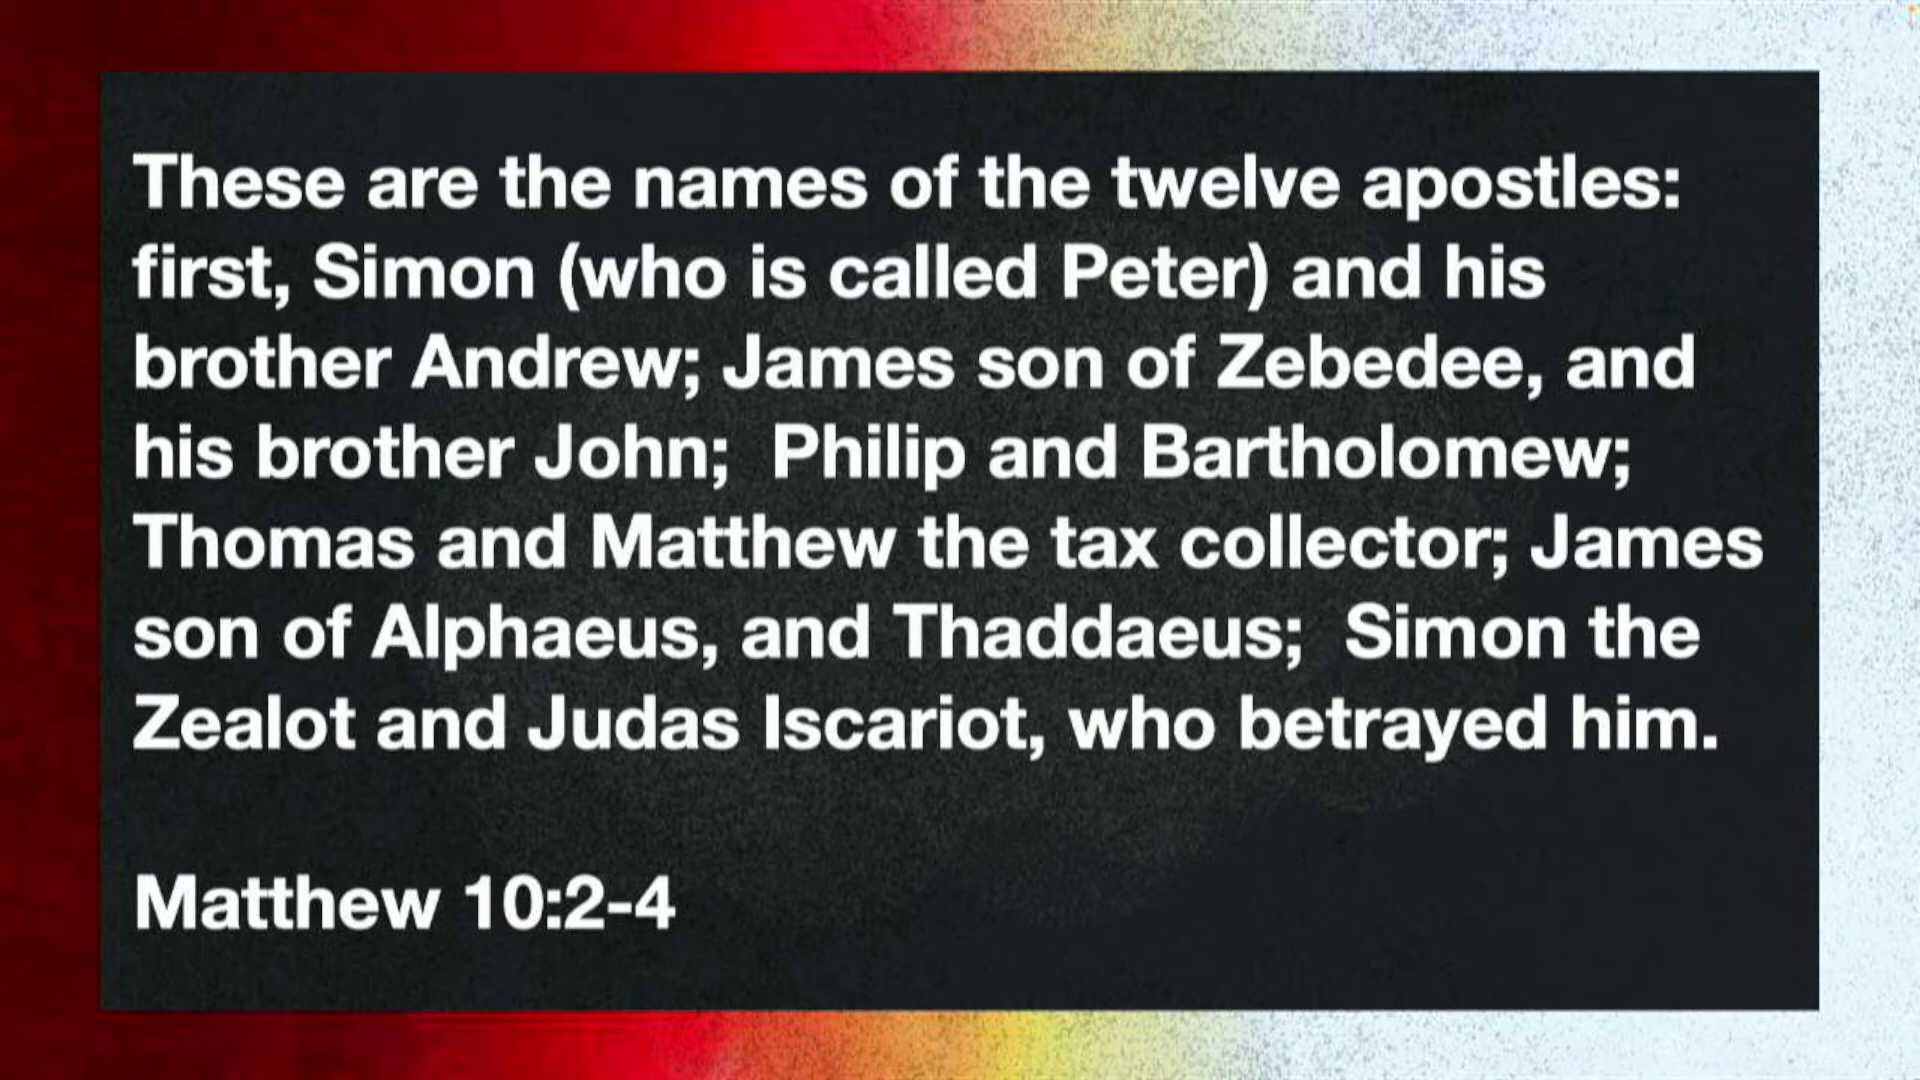 These are the names of the twelve apostles:
first, Simon (who is called Peter) and his
brother Andrew; James son of Zebedee, and
his brother John;  Philip and Bartholomew;
Thomas and Matthew the tax collector; James
son of Alphaeus, and Thaddaeus;  Simon the
Zealot and Judas Iscariot, who betrayed him.
Matthew 10:2-4